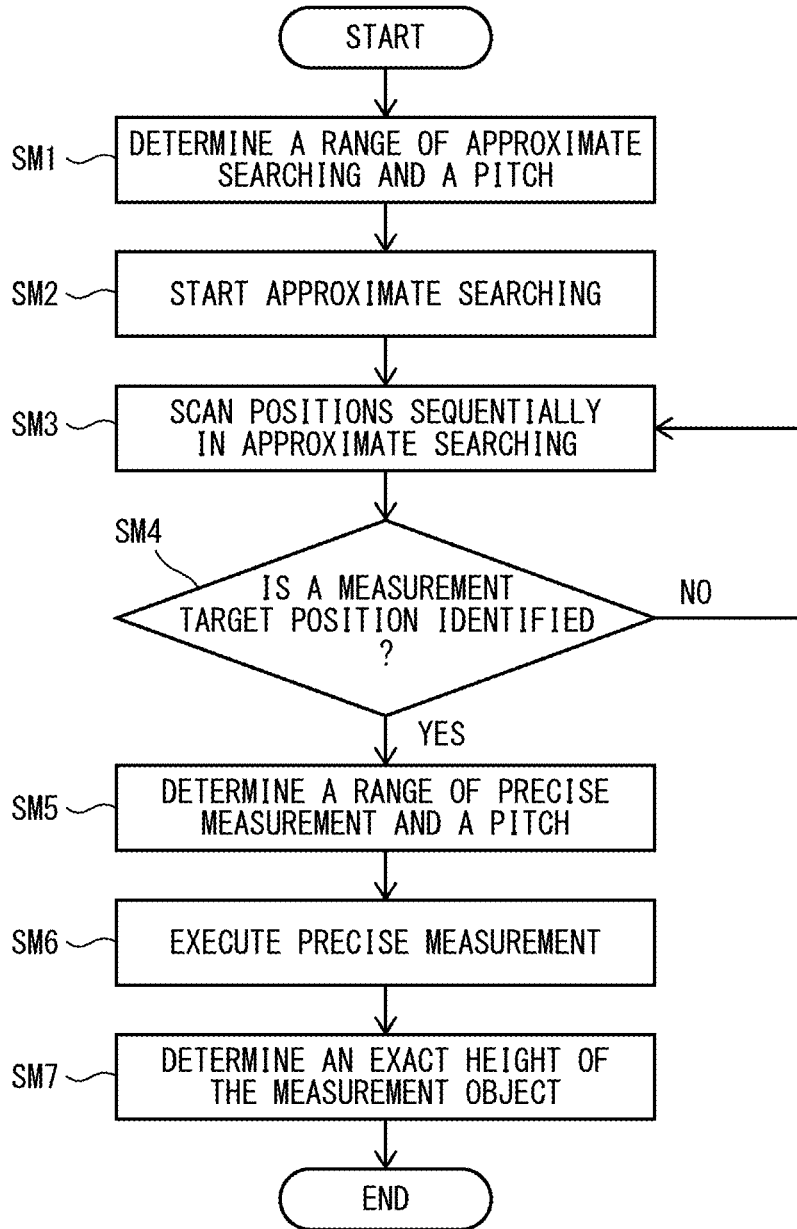 START
SM1
DETERMINE A RANGE OF APPROXIMATE
SEARCHING AND A PITCH
SM2
START APPROXIMATE SEARCHING
SM3
SCAN POSITIONS SEQUENTIALLY
IN APPROXIMATE SEARCHING
SM4
IS A MEASUREMENT
TARGET POSITION IDENTIFIED
?
NO
YES
SM5
DETERMINE A RANGE OF PRECISE
MEASUREMENT AND A PITCH
SM6
EXECUTE PRECISE MEASUREMENT
SM7
DETERMINE AN EXACT HEIGHT OF
THE MEASUREMENT OBJECT
END